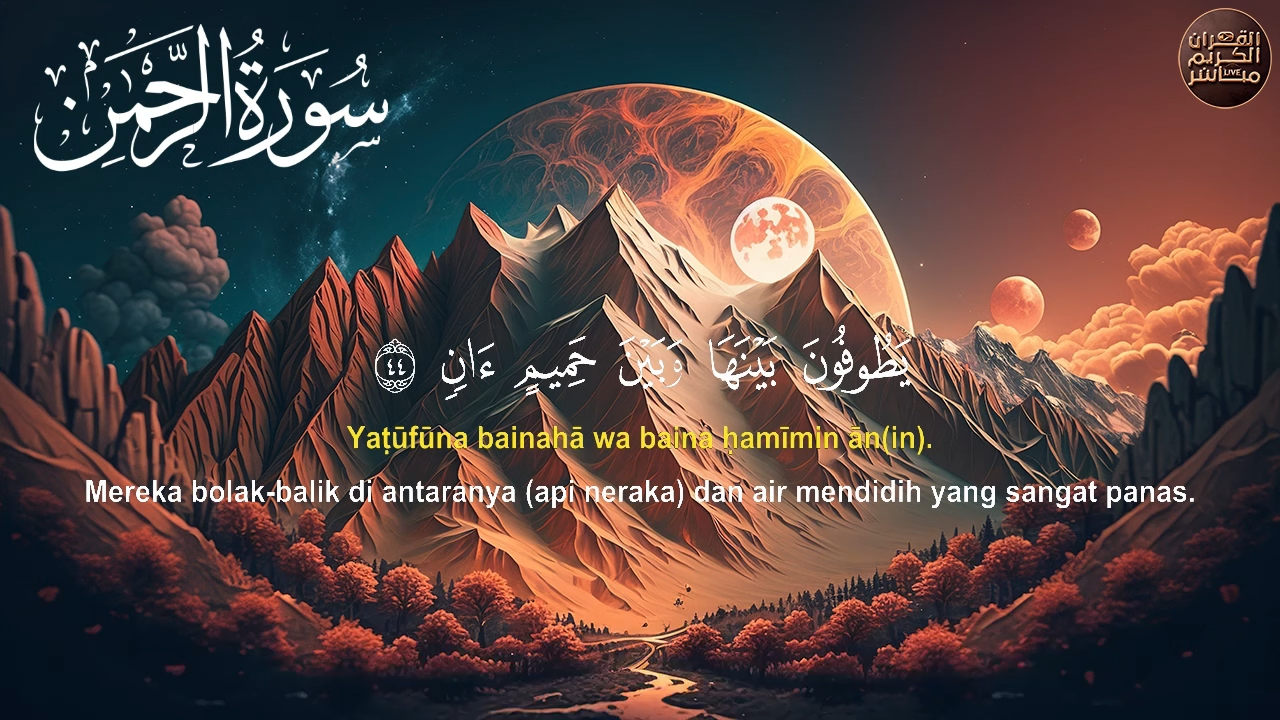 سُورَةُ الرَّحْمَٰنِ
القرآن
الكريم
LIVE
مباشر
يَطُوفُونَ بَيْنَهَا وَبَيْنَ حَمِيمٍ ءَانٍ ٤٤
Yaṭūfūna bainahā wa baina ḥamīmin ān(in).
Mereka bolak-balik di antaranya (api neraka) dan air mendidih yang sangat panas.